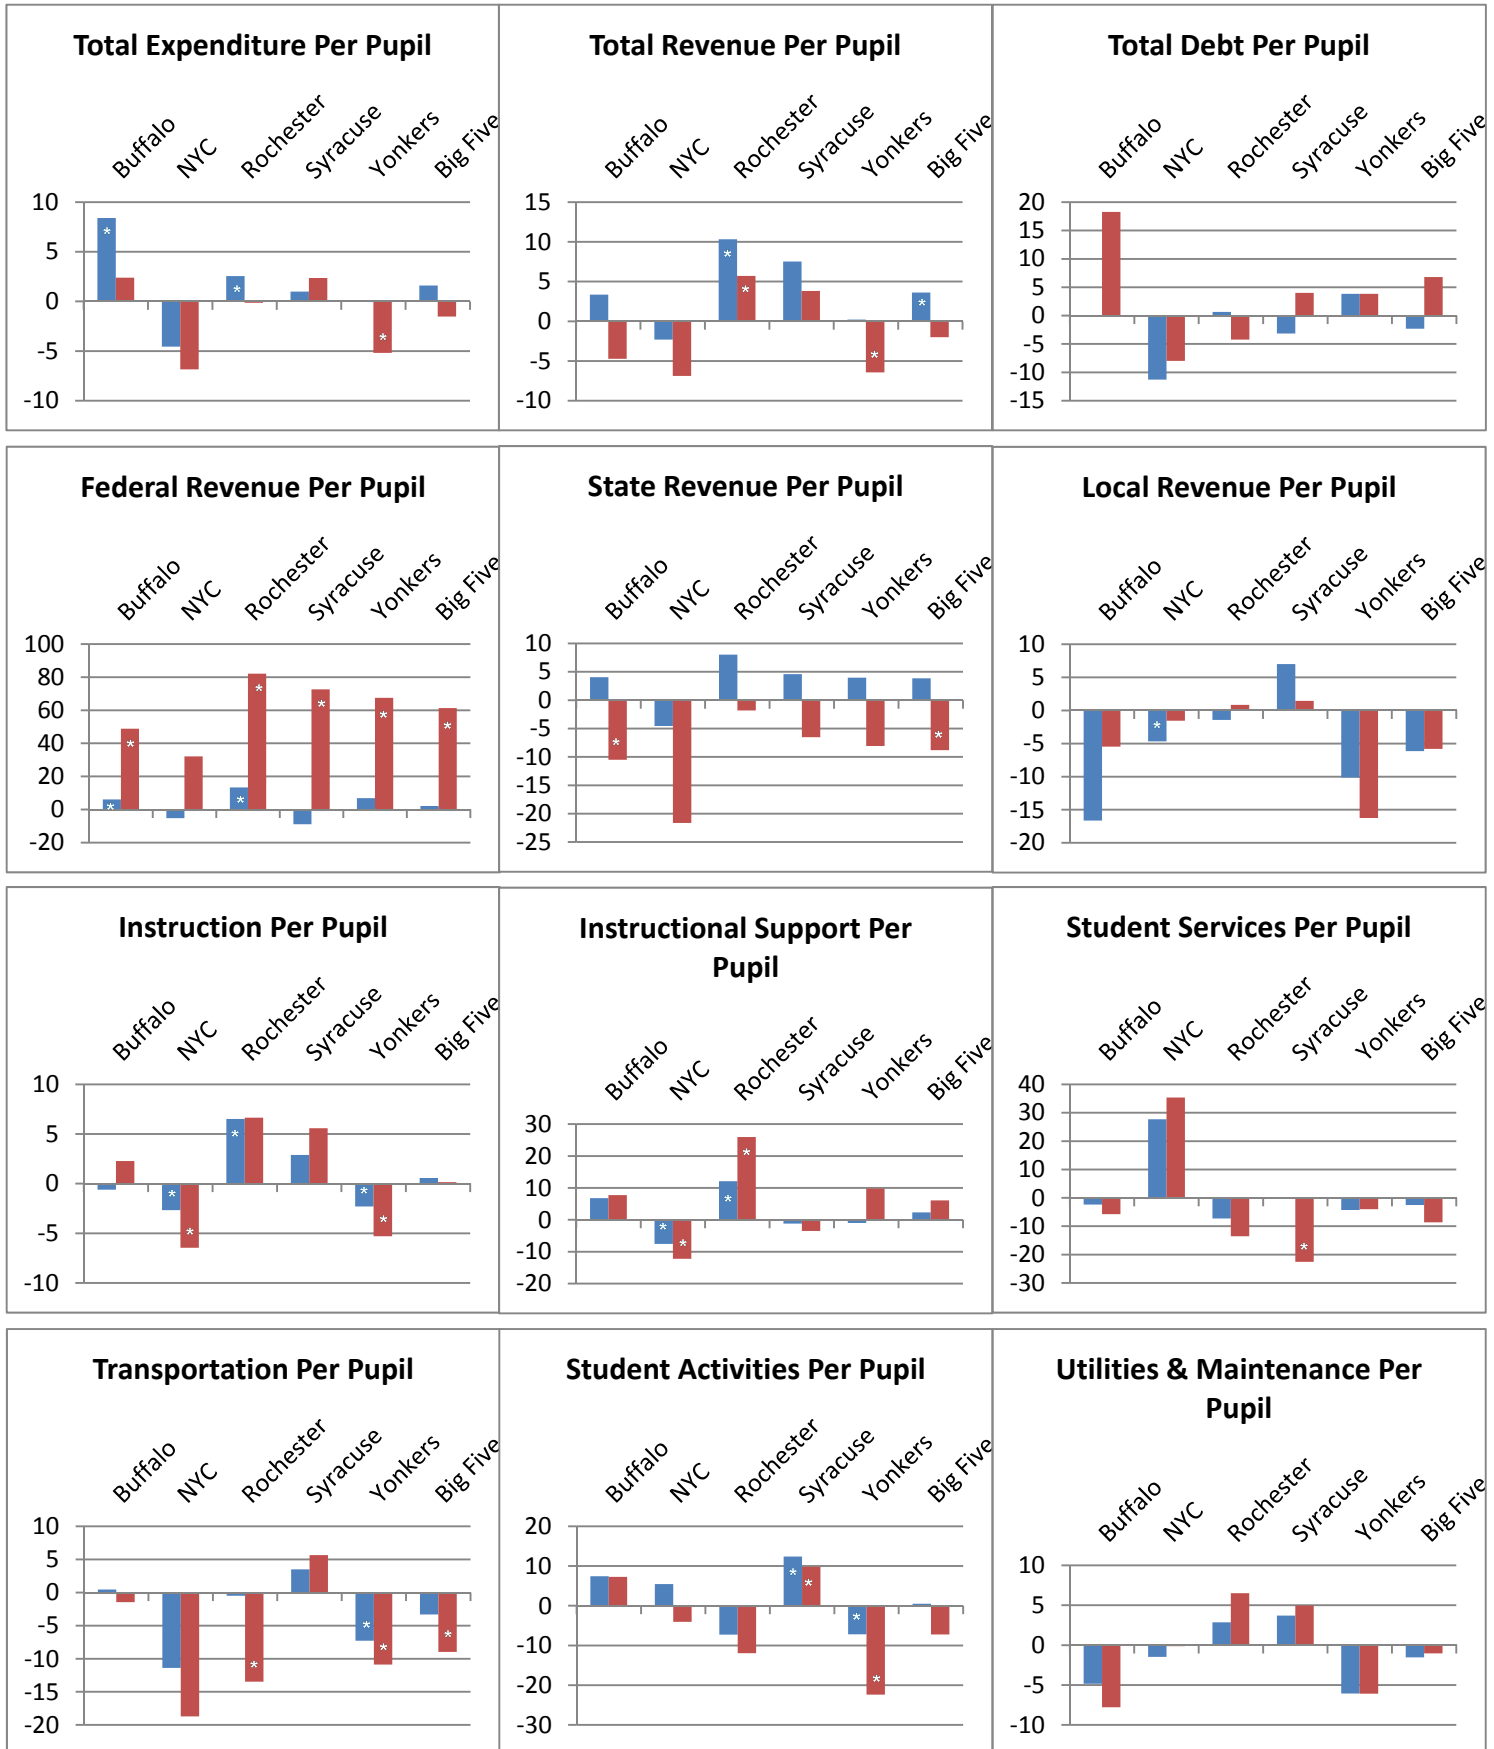 Total Expenditure Per Pupil
Buffalo
NYC
Rochester
Syracuse
Yonkers
Big Five
10
5
0
-5
-10
*
*
*
Total Revenue Per Pupil
Buffalo
NYC
Rochester
Syracuse
Yonkers
Big Five
15
10
5
0
-5
-10
*
*
*
*
Total Debt Per Pupil
Buffalo
NYC
Rochester
Syracuse
Yonkers
Big Five
20
15
10
5
0
-5
-10
-15
Federal Revenue Per Pupil
Buffalo
NYC
Rochester
Syracuse
Yonkers
Big Five
100
80
60
40
20
0
-20
*
*
*
*
*
*
*
State Revenue Per Pupil
Buffalo
NYC
Rochester
Syracuse
Yonkers
Big Five
10
5
0
-5
-10
-15
-20
-25
*
*
Local Revenue Per Pupil
Buffalo
NYC
Rochester
Syracuse
Yonkers
Big Five
10
5
0
-5
-10
-15
-20
*
Instruction Per Pupil
Buffalo
NYC
Rochester
Syracuse
Yonkers
Big Five
10
5
0
-5
-10
*
*
*
*
*
Instructional Support Per
Pupil
Buffalo
NYC
Rochester
Syracuse
Yonkers
Big Five
30
20
10
0
-10
-20
*
*
*
*
Student Services Per Pupil
Buffalo
NYC
Rochester
Syracuse
Yonkers
Big Five
40
30
20
10
0
-10
-20
-30
*
Transportation Per Pupil
Buffalo
NYC
Rochester
Syracuse
Yonkers
Big Five
10
5
0
-5
-10
-15
-20
*
*
*
*
Student Activities Per Pupil
Buffalo
NYC
Rochester
Syracuse
Yonkers
Big Five
20
10
0
-10
-20
-30
*
*
*
*
Utilities & Maintenance Per
Pupil
Buffalo
NYC
Rochester
Syracuse
Yonkers
Big Five
10
5
0
-5
-10